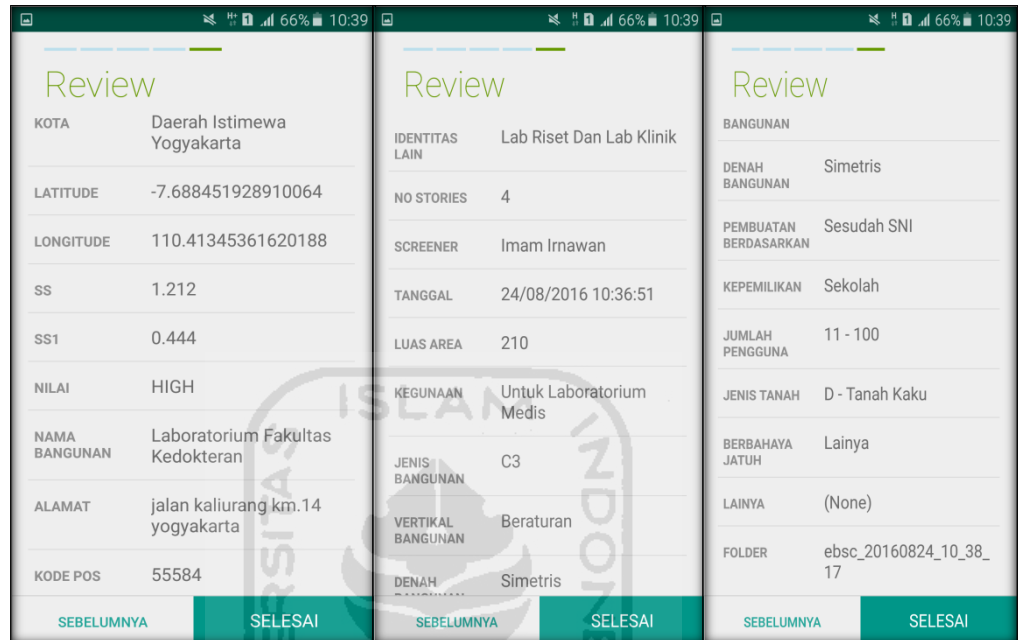 66% 10:39
Review
KOTA
Daerah Istimewa
Yogyakarta
LATITUDE
-7.688451928910064
LONGITUDE
110.41345361620188
SS
1.212
SS1
0.444
NILAI
HIGH
NAMA
BANGUNAN
Laboratorium Fakultas
Kedokteran
ALAMAT
jalan kaliurang km.14
yogyakarta
KODE POS
55584
SEBELUMNYA
SELESAI
66% 10:39
Review
IDENTITAS
LAIN
Lab Riset Dan Lab Klinik
NO STORIES
4
SCREENER
Imam Irnawan
TANGGAL
24/08/2016 10:36:51
LUAS AREA
210
KEGUNAAN
Untuk Laboratorium
Medis
JENIS
BANGUNAN
C3
VERTIKAL
BANGUNAN
Beraturan
DENAH
Simetris
SEBELUMNYA
SELESAI
66% 10:39
Review
BANGUNAN
DENAH
BANGUNAN
Simetris
PEMBUATAN
BERDASARKAN
Sesudah SNI
KEPEMILIKAN
Sekolah
JUMLAH
PENGGUNA
11 - 100
JENIS TANAH
D - Tanah Kaku
BERBAHAYA
JATUH
Lainya
LAINYA
(None)
FOLDER
ebsc_20160824_10_38_
17
SEBELUMNYA
SELESAI
ISLAM